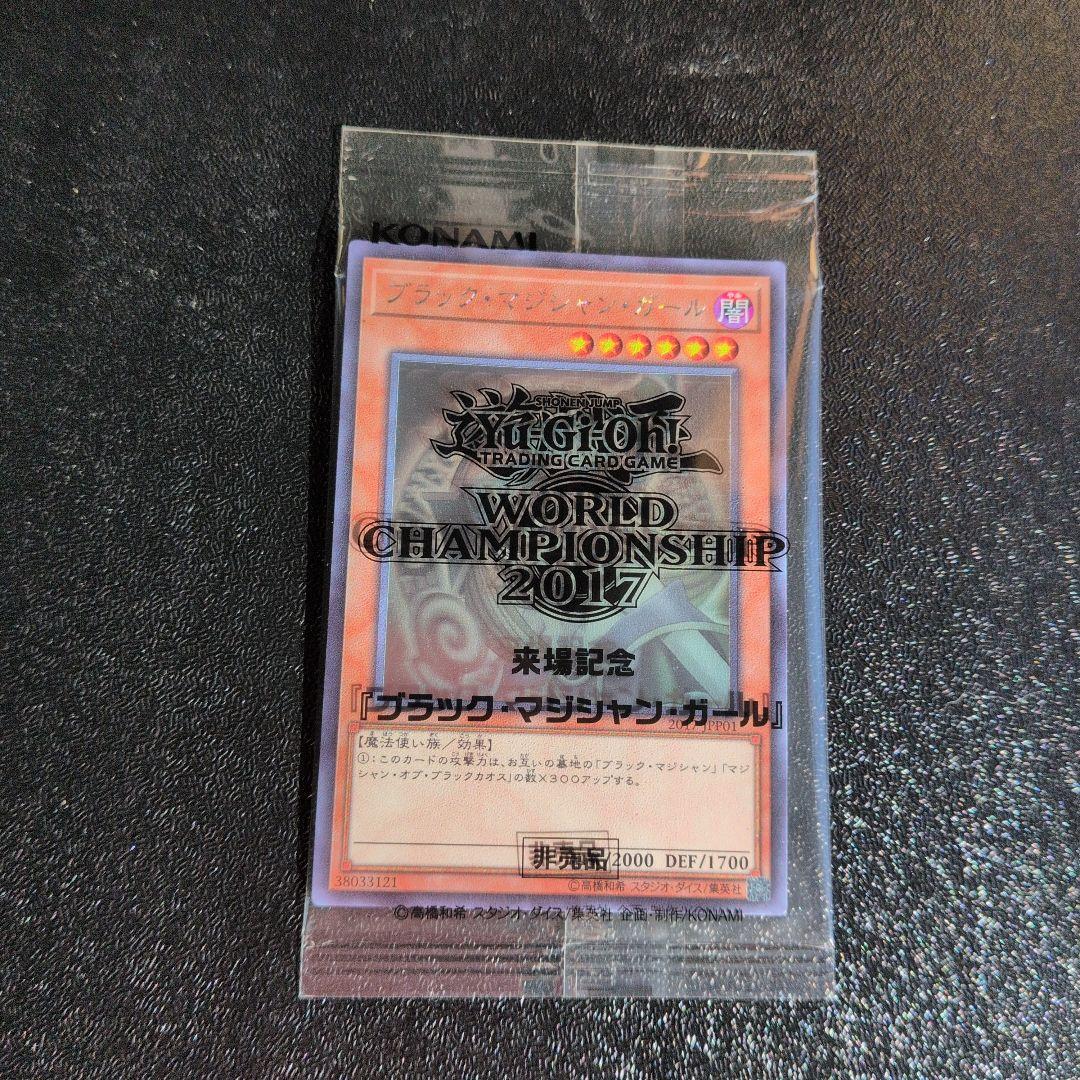 KONAMI
ブラック・マジシャン・ガール
闇
SHONEN JUMP
遊☆王
Yu-Gi-Oh!
TRADING CARD GAME
WORLD
CHAMPIONSHIP
2017
来場記念
『ブラック・マジシャン・ガール』
2017-JPP01
【魔法使い族/効果】
①:このカードの攻撃力は、お互いの墓地の「ブラック・マジシャン」「マジ
シャン・オブ・ブラックカオス」の数×300アップする。
非売品
/2000 DEF/1700
38033121
©高橋和希 スタジオ・ダイス/集英社
©高橋和希 スタジオ・ダイス/集英社 企画・制作/KONAMI